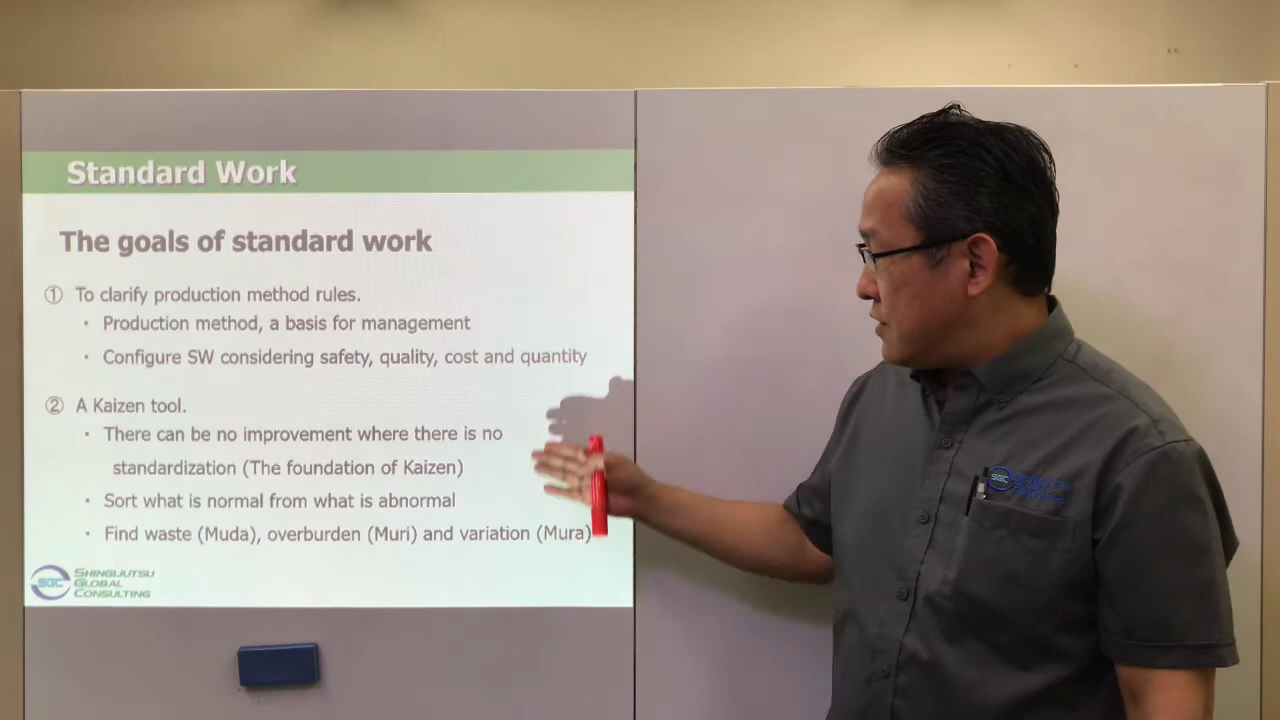 Standard Work
The goals of standard work
① To clarify production method rules.
・ Production method, a basis for management
・ Configure SW considering safety, quality, cost and quantity
② A Kaizen tool.
・ There can be no improvement where there is no
standardization (The foundation of Kaizen)
・ Sort what is normal from what is abnormal
・ Find waste (Muda), overburden (Muri) and variation (Mura)
SGC
SHINGIJUTSU
GLOBAL
CONSULTING
SGC